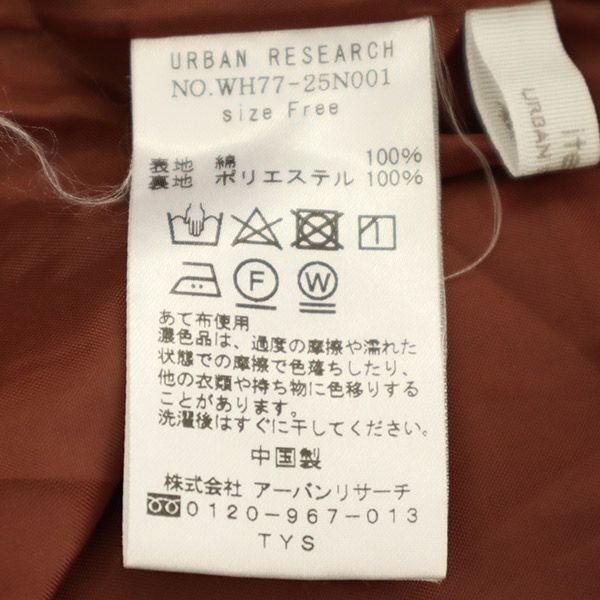 URBAN RESEARCH
NO.WH77-25N001
size Free
表地 綿 100%
裏地 ポリエステル 100%
F
W
あて布使用
濃色品は、過度の摩擦や濡れた
状態での摩擦で色落ちしたり、
他の衣類や持ち物に色移りする
ことがあります。
洗濯後はすぐに干してください。
中国製
株式会社 アーバンリサーチ
0120-967-013
TYS
ite
URBAN